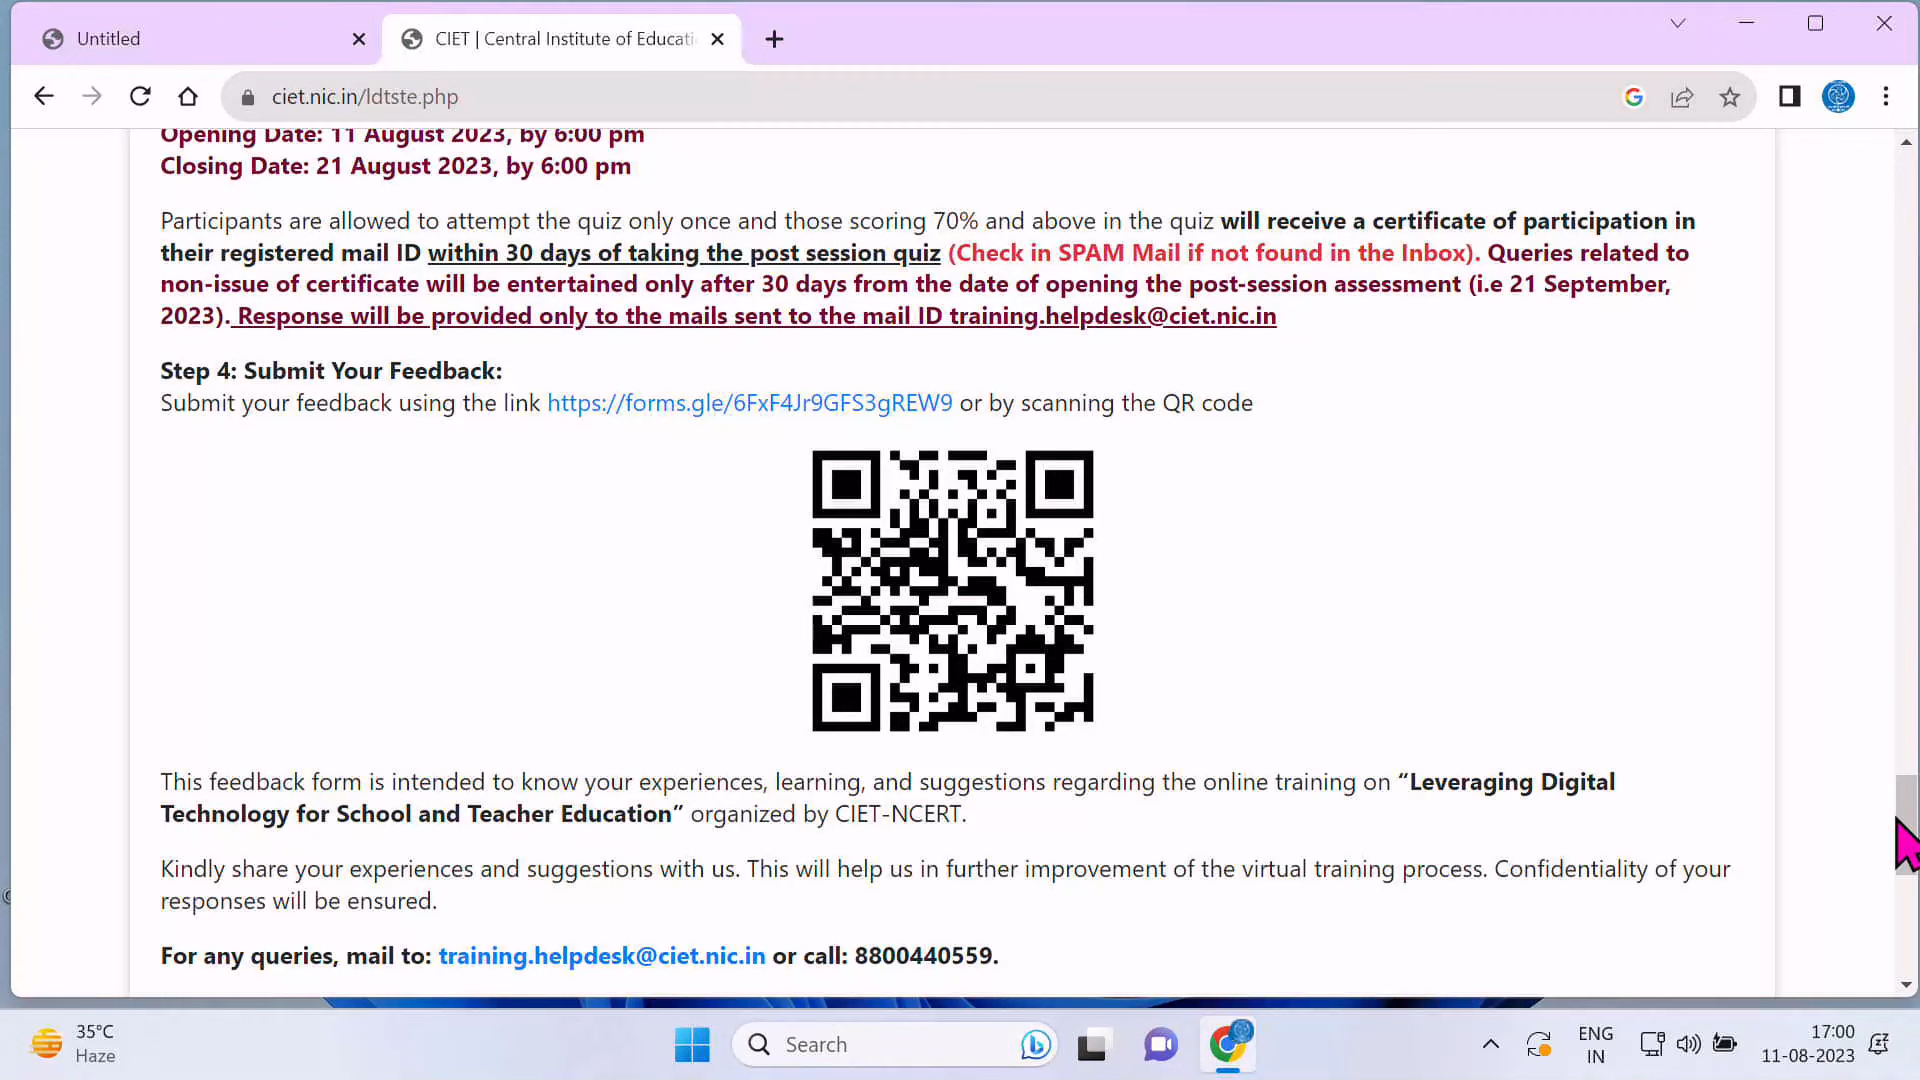 Untitled
CIET | Central Institute of Educati
ciet.nic.in/ldtste.php
Opening Date: 11 August 2023, by 6:00 pm
Closing Date: 21 August 2023, by 6:00 pm
Participants are allowed to attempt the quiz only once and those scoring 70% and above in the quiz will receive a certificate of participation in
their registered mail ID within 30 days of taking the post session quiz (Check in SPAM Mail if not found in the Inbox). Queries related to
non-issue of certificate will be entertained only after 30 days from the date of opening the post-session assessment (i.e 21 September,
2023). Response will be provided only to the mails sent to the mail ID training.helpdesk@ciet.nic.in
Step 4: Submit Your Feedback:
Submit your feedback using the link https://forms.gle/6FxF4Jr9GFS3gREW9 or by scanning the QR code
This feedback form is intended to know your experiences, learning, and suggestions regarding the online training on “Leveraging Digital
Technology for School and Teacher Education” organized by CIET-NCERT.
Kindly share your experiences and suggestions with us. This will help us in further improvement of the virtual training process. Confidentiality of your
responses will be ensured.
For any queries, mail to: training.helpdesk@ciet.nic.in or call: 8800440559.
35°C
Haze
Search
ENG
IN
17:00
11-08-2023